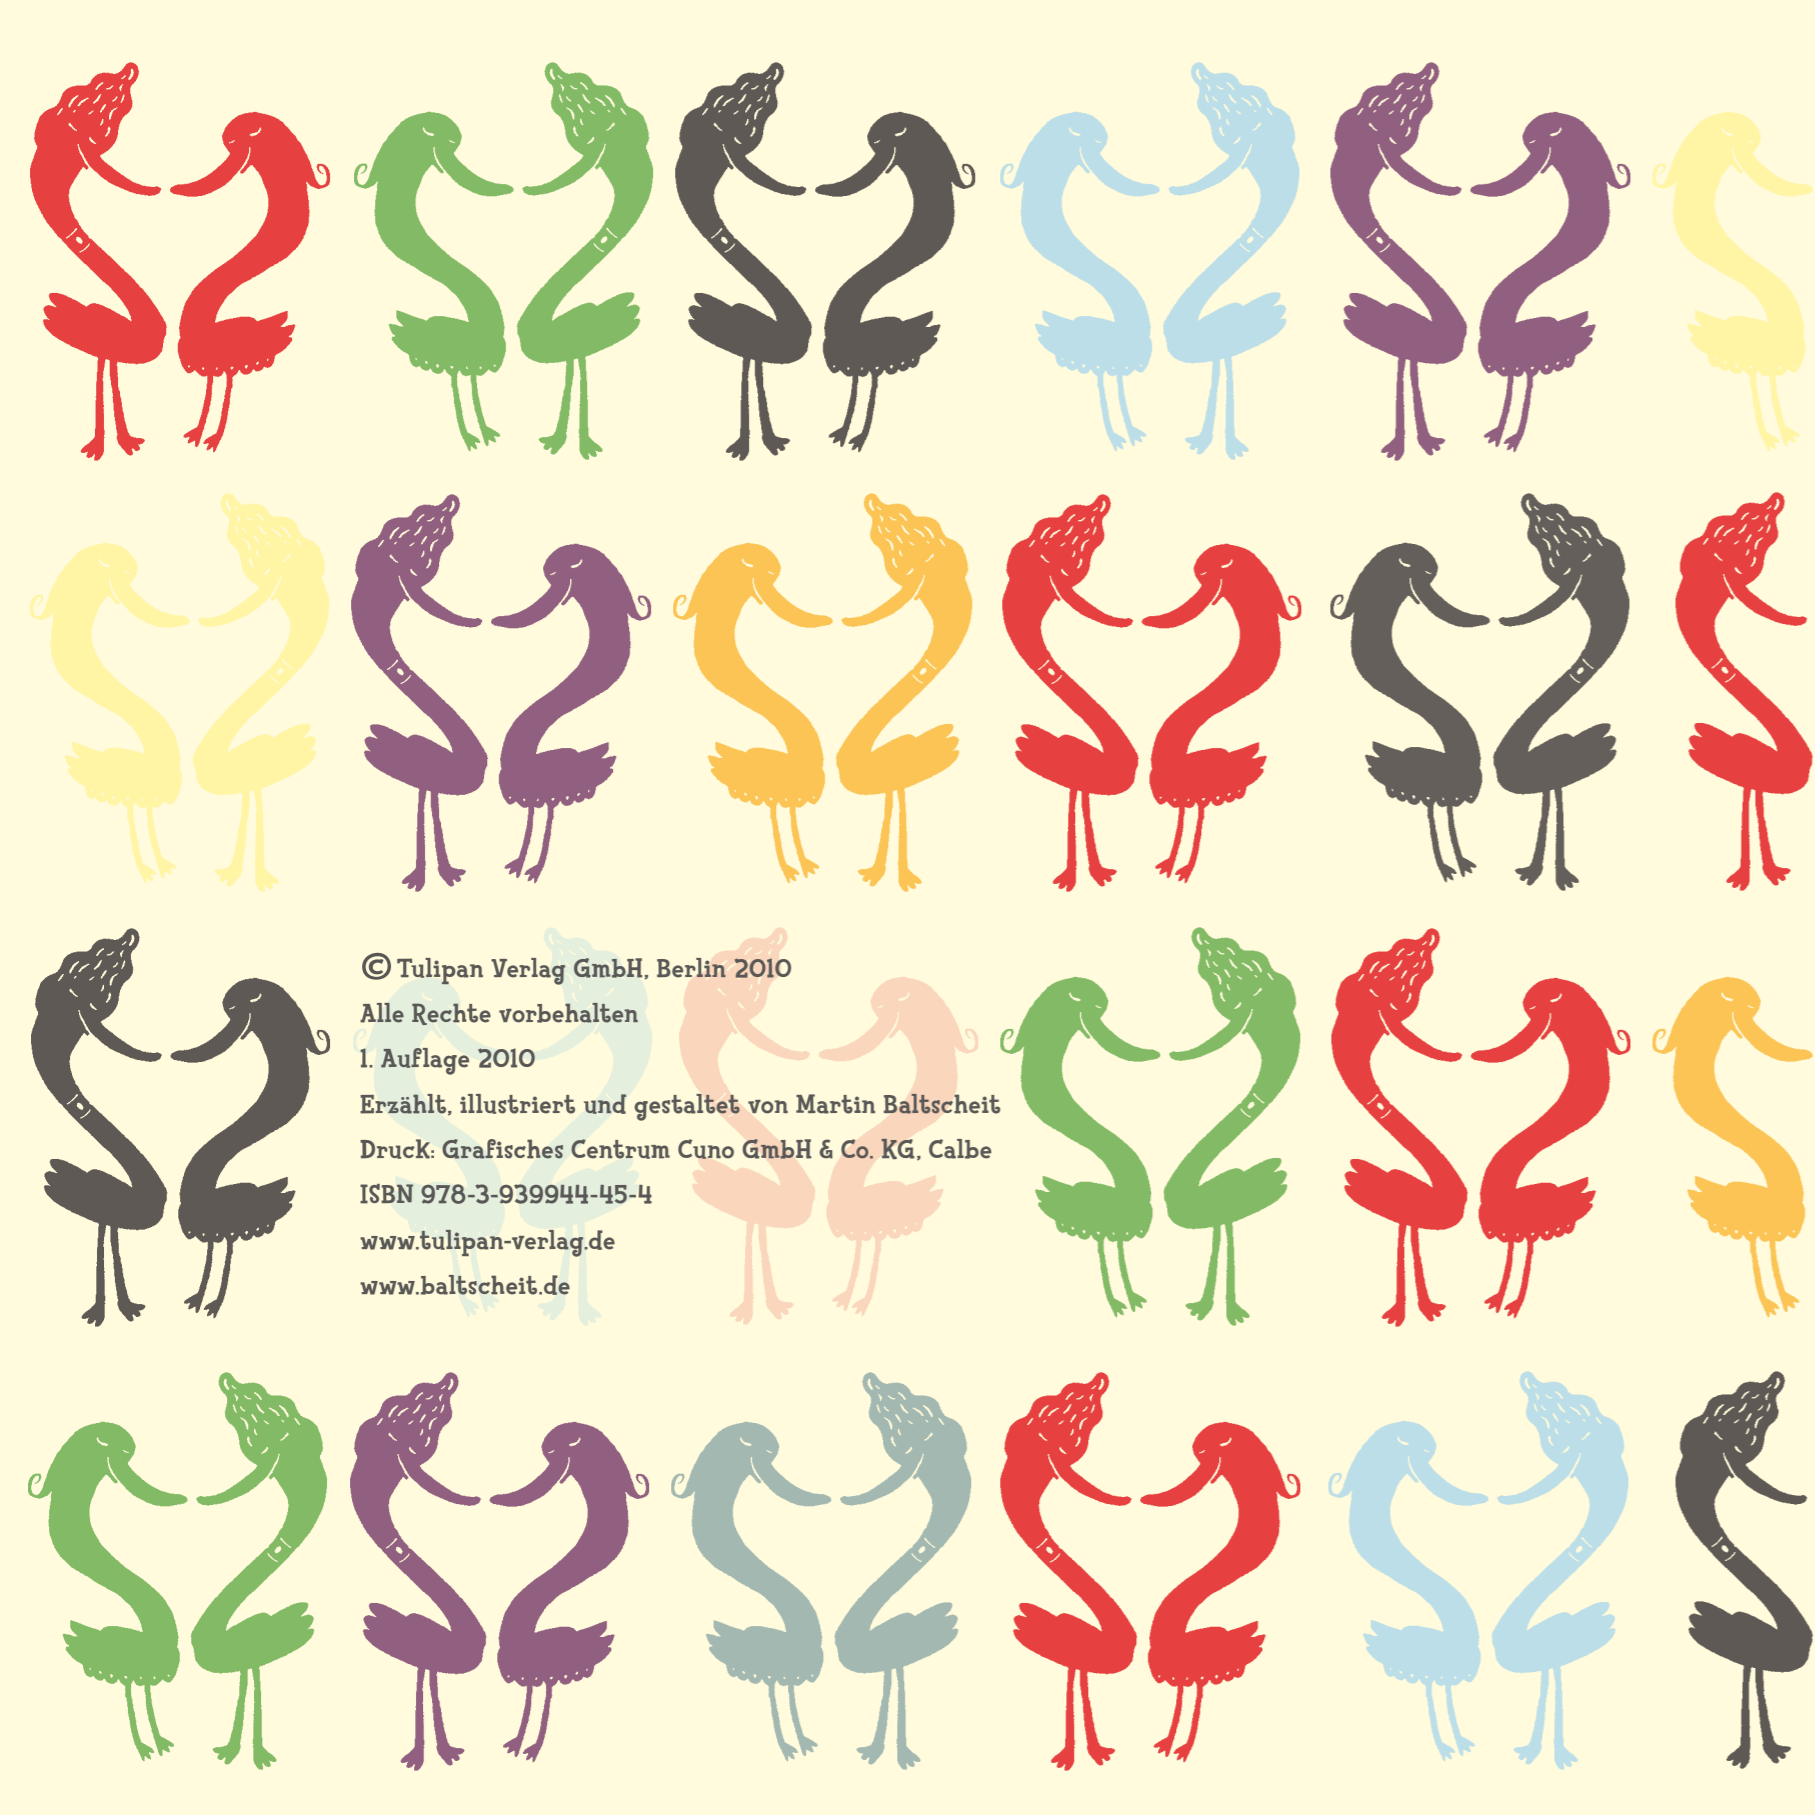 © Tulipan Verlag GmbH, Berlin 2010
Alle Rechte vorbehalten
1. Auflage 2010
Erzählt, illustriert und gestaltet von Martin Baltscheit
Druck: Grafisches Centrum Cuno GmbH & Co. KG, Calbe
ISBN 978-3-939944-45-4
www.tulipan-verlag.de
www.baltscheit.de